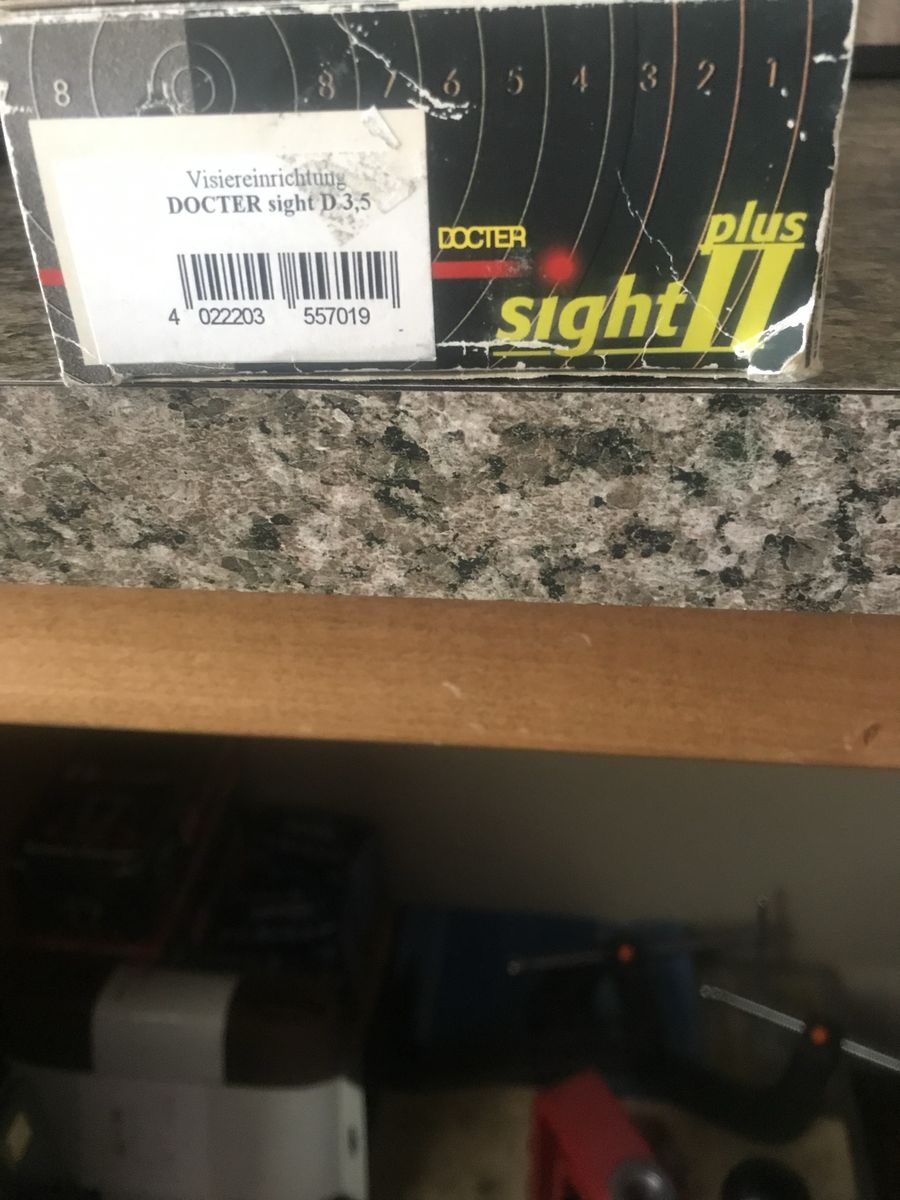 8 8 7 6 5 4 3 2 1
Visiereinrichtung
DOCTER sight D 3,5
4 022203 557019
DOCTER
sight II plus